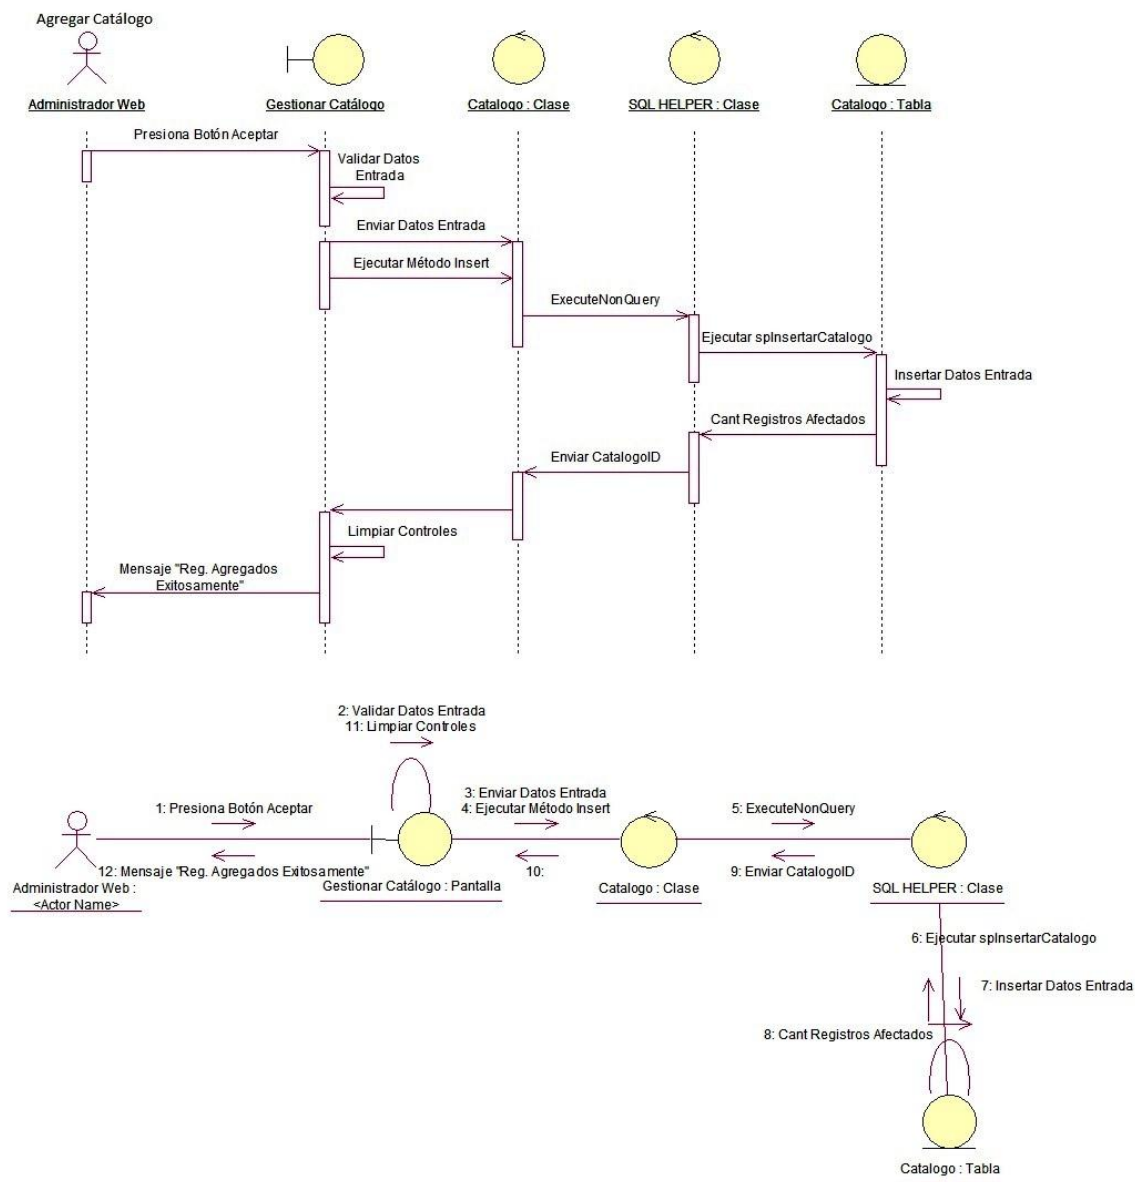 Agregar Catálogo
Administrador Web
Gestionar Catálogo
Catalogo : Clase
SQL HELPER : Clase
Catalogo : Tabla
Presiona Botón Aceptar
Validar Datos
Entrada
Enviar Datos Entrada
Ejecutar Método Insert
ExecuteNonQuery
Ejecutar spInsertarCatalogo
Insertar Datos Entrada
Cant Registros Afectados
Enviar CatalogoID
Limpiar Controles
Mensaje "Reg. Agregados
Exitosamente"
2: Validar Datos Entrada
11: Limpiar Controles
1: Presiona Botón Aceptar
3: Enviar Datos Entrada
4: Ejecutar Método Insert
5: ExecuteNonQuery
12: Mensaje "Reg. Agregados Exitosamente"
10:
9: Enviar CatalogoID
Administrador Web :
<Actor Name>
Gestionar Catálogo : Pantalla
Catalogo : Clase
SQL HELPER : Clase
6: Ejecutar spInsertarCatalogo
7: Insertar Datos Entrada
8: Cant Registros Afectados
Catalogo : Tabla